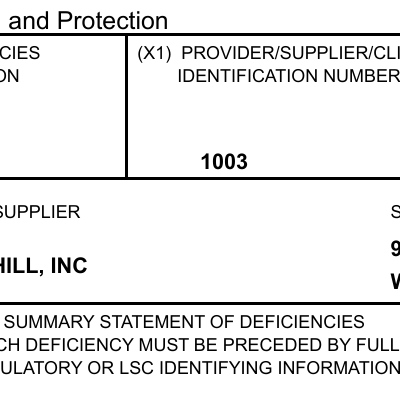 and Protection
CIES (X1) PROVIDER/SUPPLIER/CLI
ON IDENTIFICATION NUMBER
1003
SUPPLIER S
HILL, INC 9
W
SUMMARY STATEMENT OF DEFICIENCIES
CH DEFICIENCY MUST BE PRECEDED BY FULL
ULATORY OR LSC IDENTIFYING INFORMATION